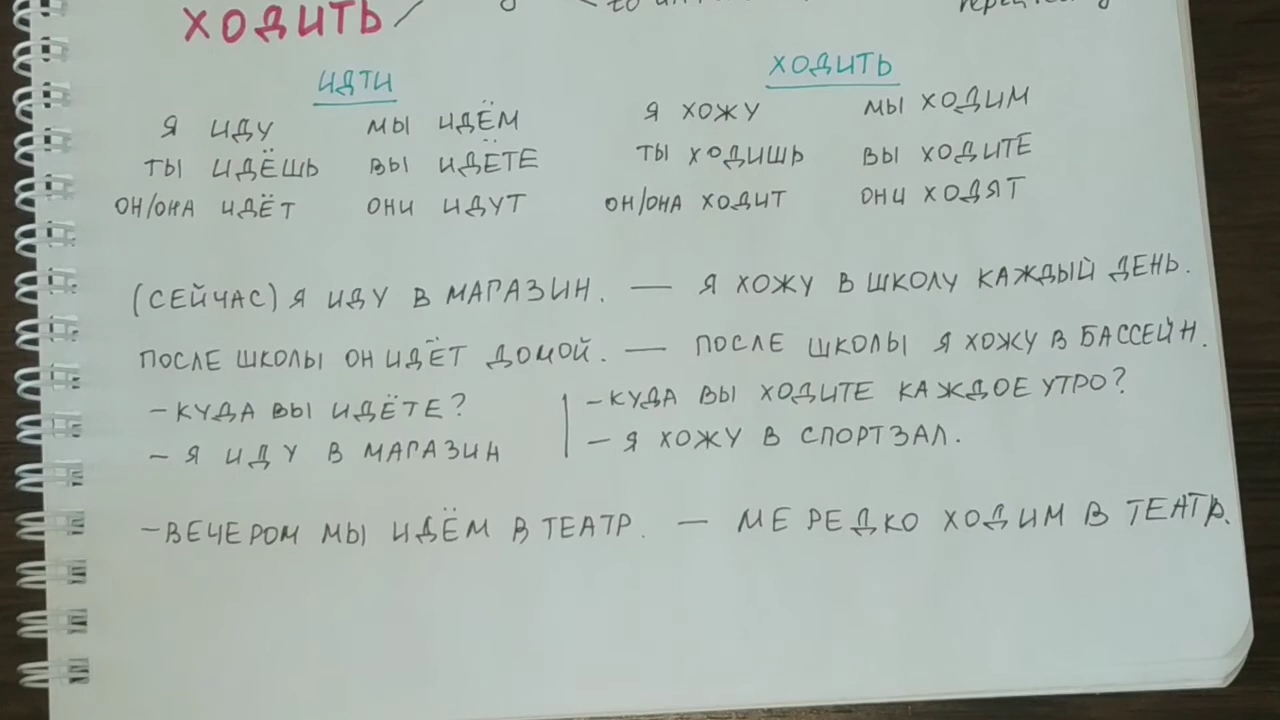 ХОДИТЬ
ИДТИ ХОДИТЬ
Я ИДУ МЫ ИДЁМ Я ХОЖУ МЫ ХОДИМ
ТЫ ИДЁШЬ ВЫ ИДЁТЕ ТЫ ХОДИШЬ ВЫ ХОДИТЕ
ОН/ОНА ИДЁТ ОНИ ИДУТ ОН/ОНА ХОДИТ ОНИ ХОДЯТ
(СЕЙЧАС) Я ИДУ В МАГАЗИН. — Я ХОЖУ В ШКОЛУ КАЖДЫЙ ДЕНЬ.
ПОСЛЕ ШКОЛЫ ОН ИДЁТ ДОМОЙ. — ПОСЛЕ ШКОЛЫ Я ХОЖУ В БАССЕЙН.
- КУДА ВЫ ИДЁТЕ? - КУДА ВЫ ХОДИТЕ КАЖДОЕ УТРО?
- Я ИДУ В МАГАЗИН - Я ХОЖУ В СПОРТЗАЛ.
- ВЕЧЕРОМ МЫ ИДЁМ В ТЕАТР. — МЕ РЕДКО ХОДИМ В ТЕАТР.